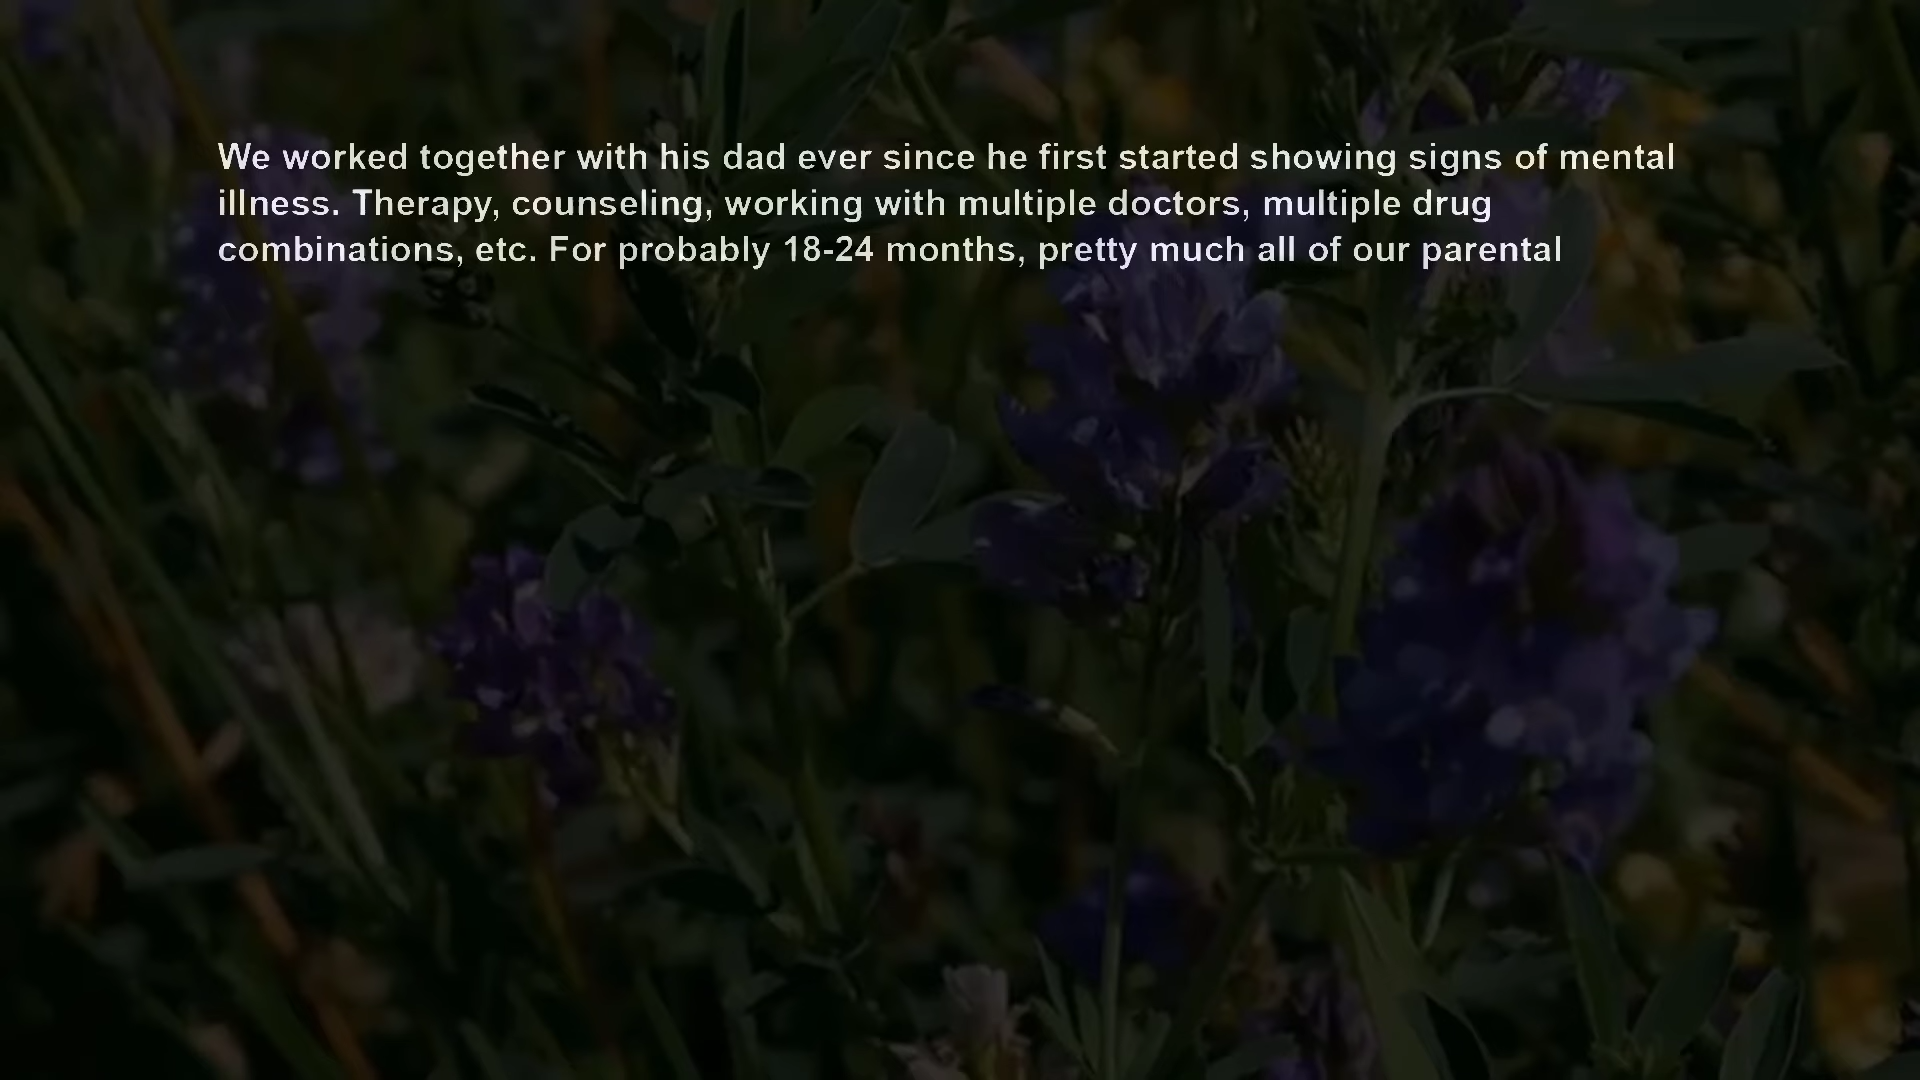 We worked together with his dad ever since he first started showing signs of mental
illness. Therapy, counseling, working with multiple doctors, multiple drug
combinations, etc. For probably 18-24 months, pretty much all of our parental